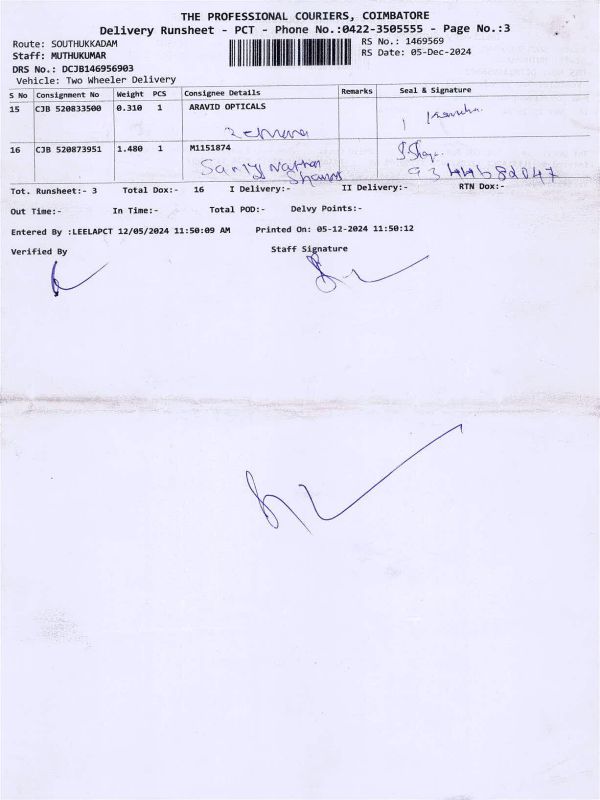 THE PROFESSIONAL COURIERS, COIMBATORE
Delivery Runsheet - PCT - Phone No.:0422-3505555 - Page No.:3
Route: SOUTHUKKADAM
RS No.: 1469569
Staff: MUTHUKUMAR
RS Date: 05-Dec-2024
DRS No.: DCJB146956903
Vehicle: Two Wheeler Delivery
S No Consignment No Weight PCS Consignee Details Remarks Seal & Signature
15 CJB 520833500 0.310 1 ARAVID OPTICALS
16 CJB 520873951 1.480 1 M1151874
Tot. Runsheet:- 3 Total Dox:- 16 I Delivery:- II Delivery:- RTN Dox:-
Out Time:- In Time:- Total POD:- Delvy Points:-
Entered By :LEELAPCT 12/05/2024 11:50:09 AM Printed On: 05-12-2024 11:50:12
Verified By Staff Signature